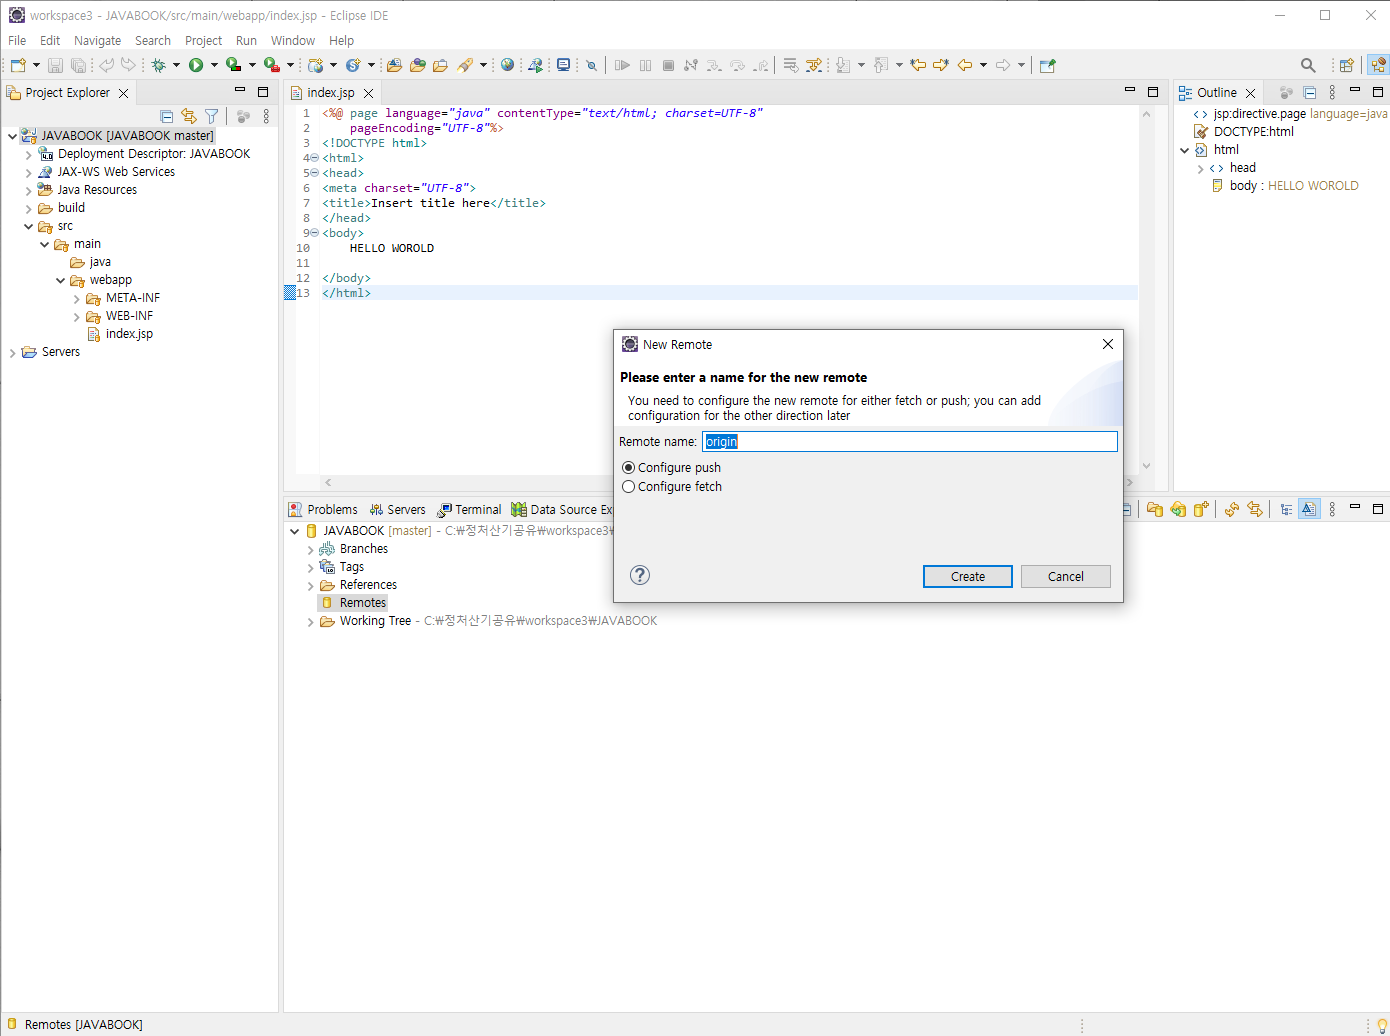 workspace3 - JAVABOOK/src/main/webapp/index.jsp - Eclipse IDE
File Edit Navigate Search Project Run Window Help
Project Explorer
JAVABOOK [JAVABOOK master]
Deployment Descriptor: JAVABOOK
JAX-WS Web Services
Java Resources
build
src
main
java
webapp
META-INF
WEB-INF
index.jsp
Servers
index.jsp
1 <%@ page language="java" contentType="text/html; charset=UTF-8"
2 pageEncoding="UTF-8"%>
3 <!DOCTYPE html>
4 <html>
5 <head>
6 <meta charset="UTF-8">
7 <title>Insert title here</title>
8 </head>
9 <body>
10 HELLO WOROLD
11
12 </body>
13 </html>
Outline
jsp:directive.page language=java
DOCTYPE:html
html
head
body : HELLO WOROLD
New Remote
Please enter a name for the new remote
You need to configure the new remote for either fetch or push; you can add
configuration for the other direction later
Remote name: origin
Configure push
Configure fetch
Create Cancel
Problems Servers Terminal Data Source Ex
JAVABOOK [master] - C:₩정처산기공유₩workspace3₩
Branches
Tags
References
Remotes
Working Tree - C:₩정처산기공유₩workspace3₩JAVABOOK
Remotes [JAVABOOK]